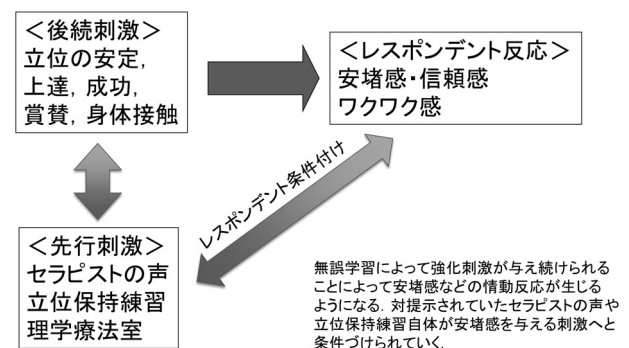 ＜後続刺激＞
立位の安定,
上達, 成功,
賞賛, 身体接触
＜レスポンデント反応＞
安堵感・信頼感
ワクワク感
レスポンデント条件付け
＜先行刺激＞
セラピストの声
立位保持練習
理学療法室
無誤学習によって強化刺激が与え続けられる
ことによって安堵感などの情動反応が生じる
ようになる. 対提示されていたセラピストの声や
立位保持練習自体が安堵感を与える刺激へと
条件づけられていく